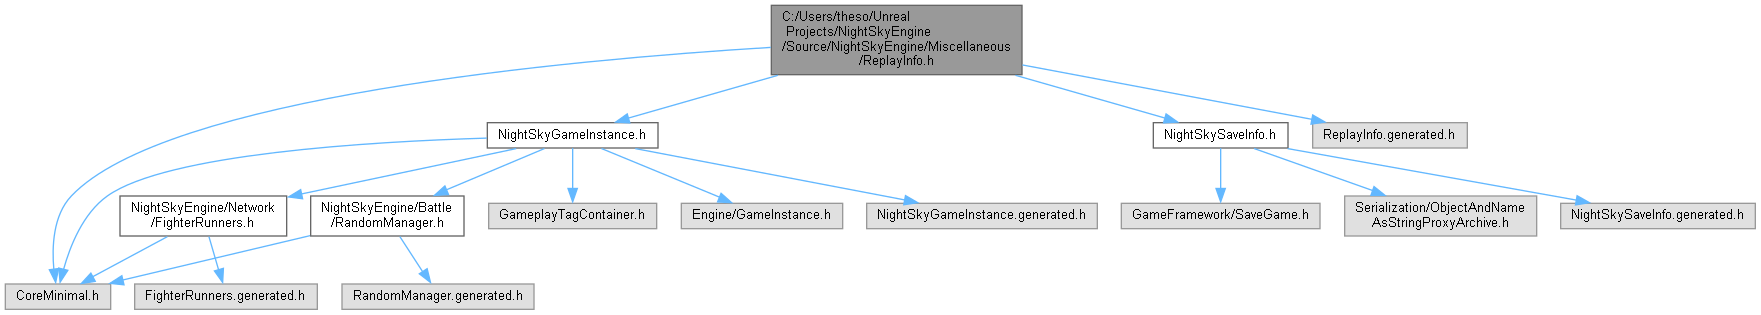 C:/Users/theso/Unreal
Projects/NightSkyEngine
/Source/NightSkyEngine/Miscellaneous
/ReplayInfo.h
NightSkyGameInstance.h
NightSkySaveInfo.h
ReplayInfo.generated.h
NightSkyEngine/Network
/FighterRunners.h
NightSkyEngine/Battle
/RandomManager.h
GameplayTagContainer.h
Engine/GameInstance.h
NightSkyGameInstance.generated.h
GameFramework/SaveGame.h
Serialization/ObjectAndName
AsStringProxyArchive.h
NightSkySaveInfo.generated.h
CoreMinimal.h
FighterRunners.generated.h
RandomManager.generated.h